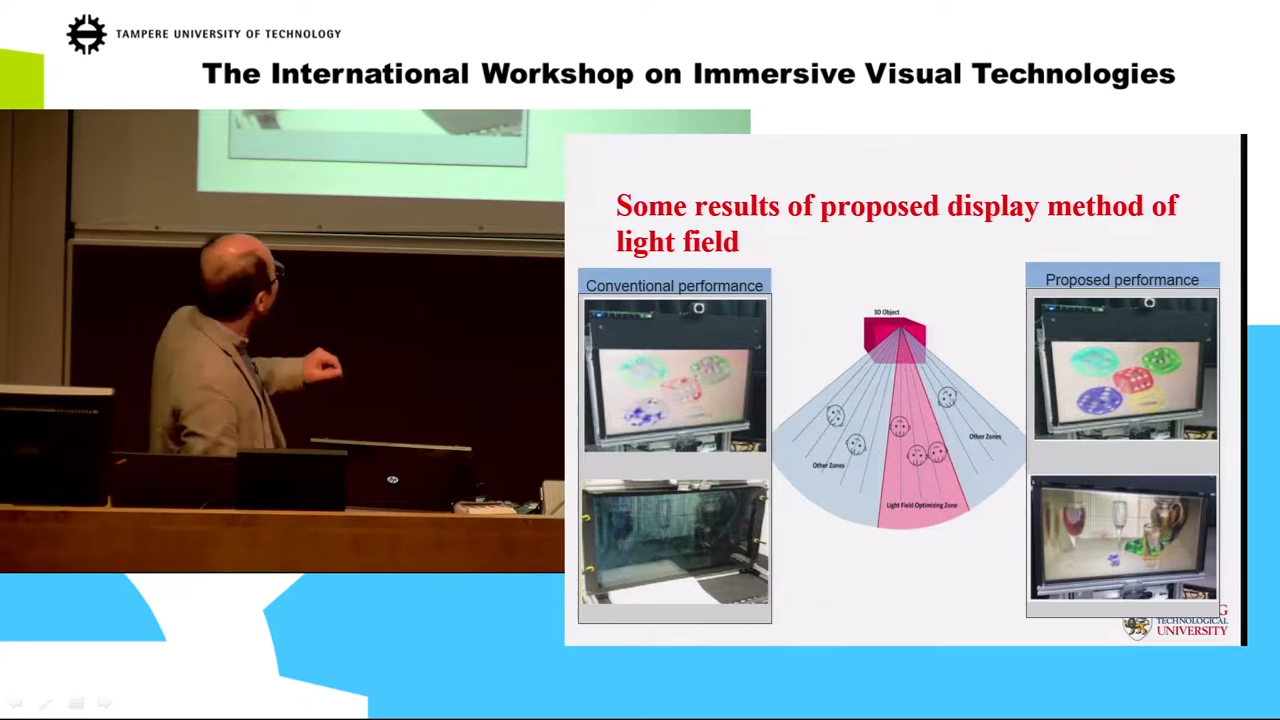 TAMPERE UNIVERSITY OF TECHNOLOGY
The International Workshop on Immersive Visual Technologies
Some results of proposed display method of
light field
Conventional performance
Proposed performance
3D Object
Other Zones
Other Zones
Light Field Optimizing Zone
hp
G
TECHNOLOGICAL
UNIVERSITY